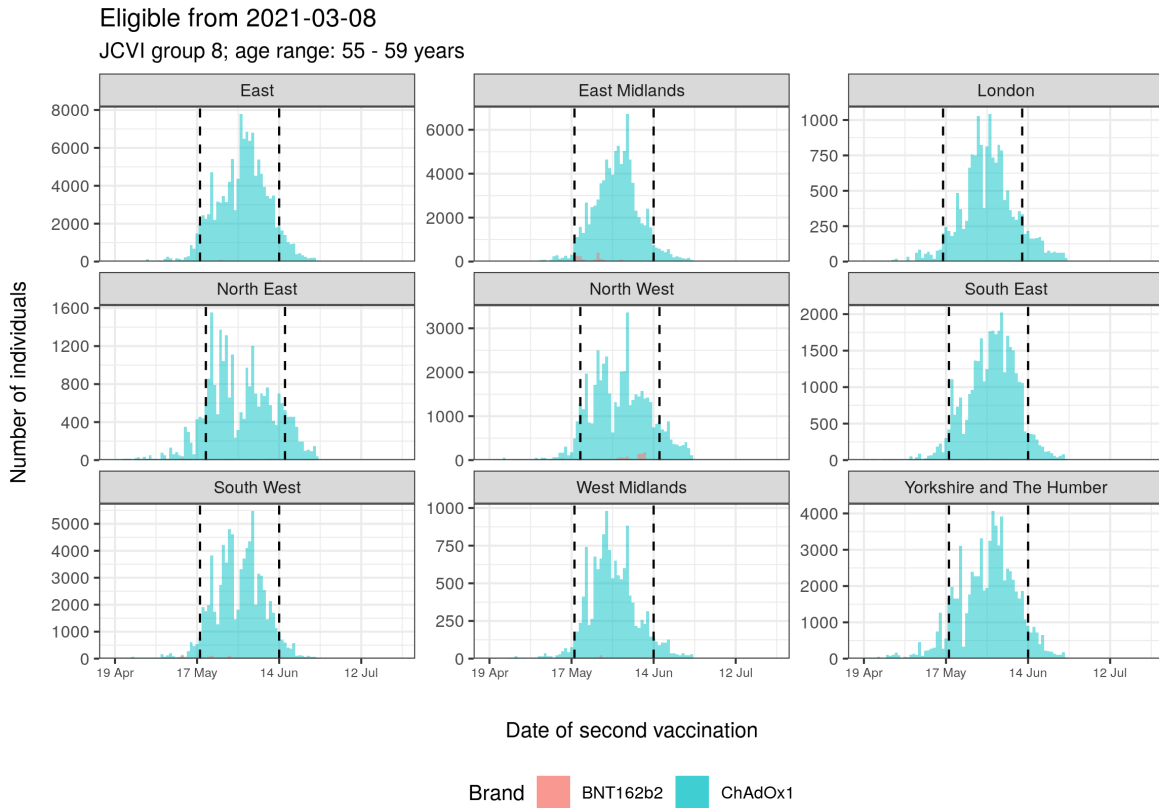 Eligible from 2021-03-08
JCVI group 8; age range: 55 - 59 years
East
East Midlands
London
8000
6000
4000
2000
0
6000
4000
2000
0
1000
750
500
250
0
North East
North West
South East
1600
1200
800
400
0
3000
2000
1000
0
2000
1500
1000
500
0
South West
West Midlands
Yorkshire and The Humber
5000
4000
3000
2000
1000
0
1000
750
500
250
0
4000
3000
2000
1000
0
19 Apr 17 May 14 Jun 12 Jul
19 Apr 17 May 14 Jun 12 Jul
19 Apr 17 May 14 Jun 12 Jul
Number of individuals
Date of second vaccination
Brand BNT162b2 ChAdOx1